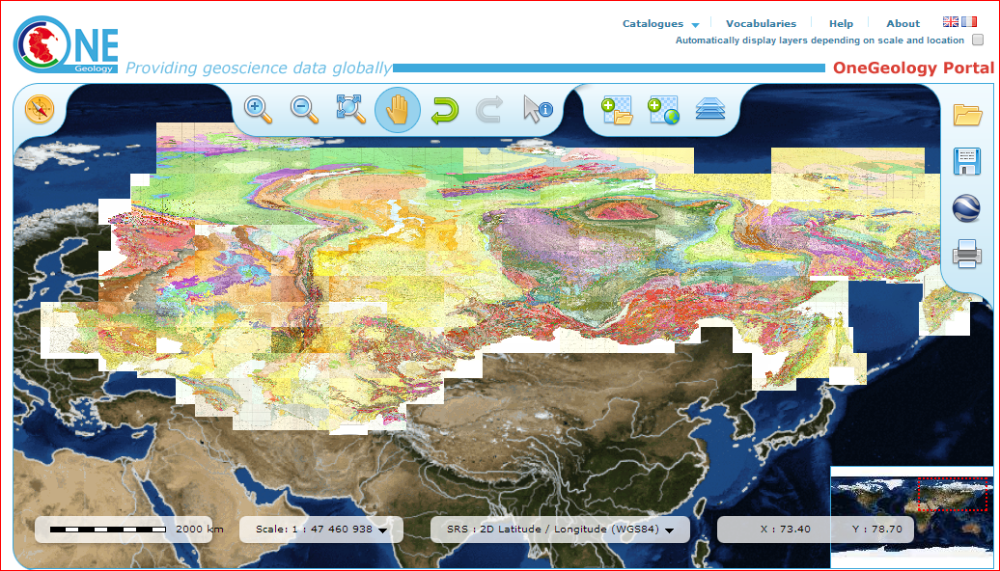 Catalogues Vocabularies Help About
Automatically display layers depending on scale and location
ONE
Geology
Providing geoscience data globally
OneGeology Portal
2000 km
Scale: 1 : 47 460 938
SRS : 2D Latitude / Longitude (WGS84)
X : 73.40 Y : 78.70